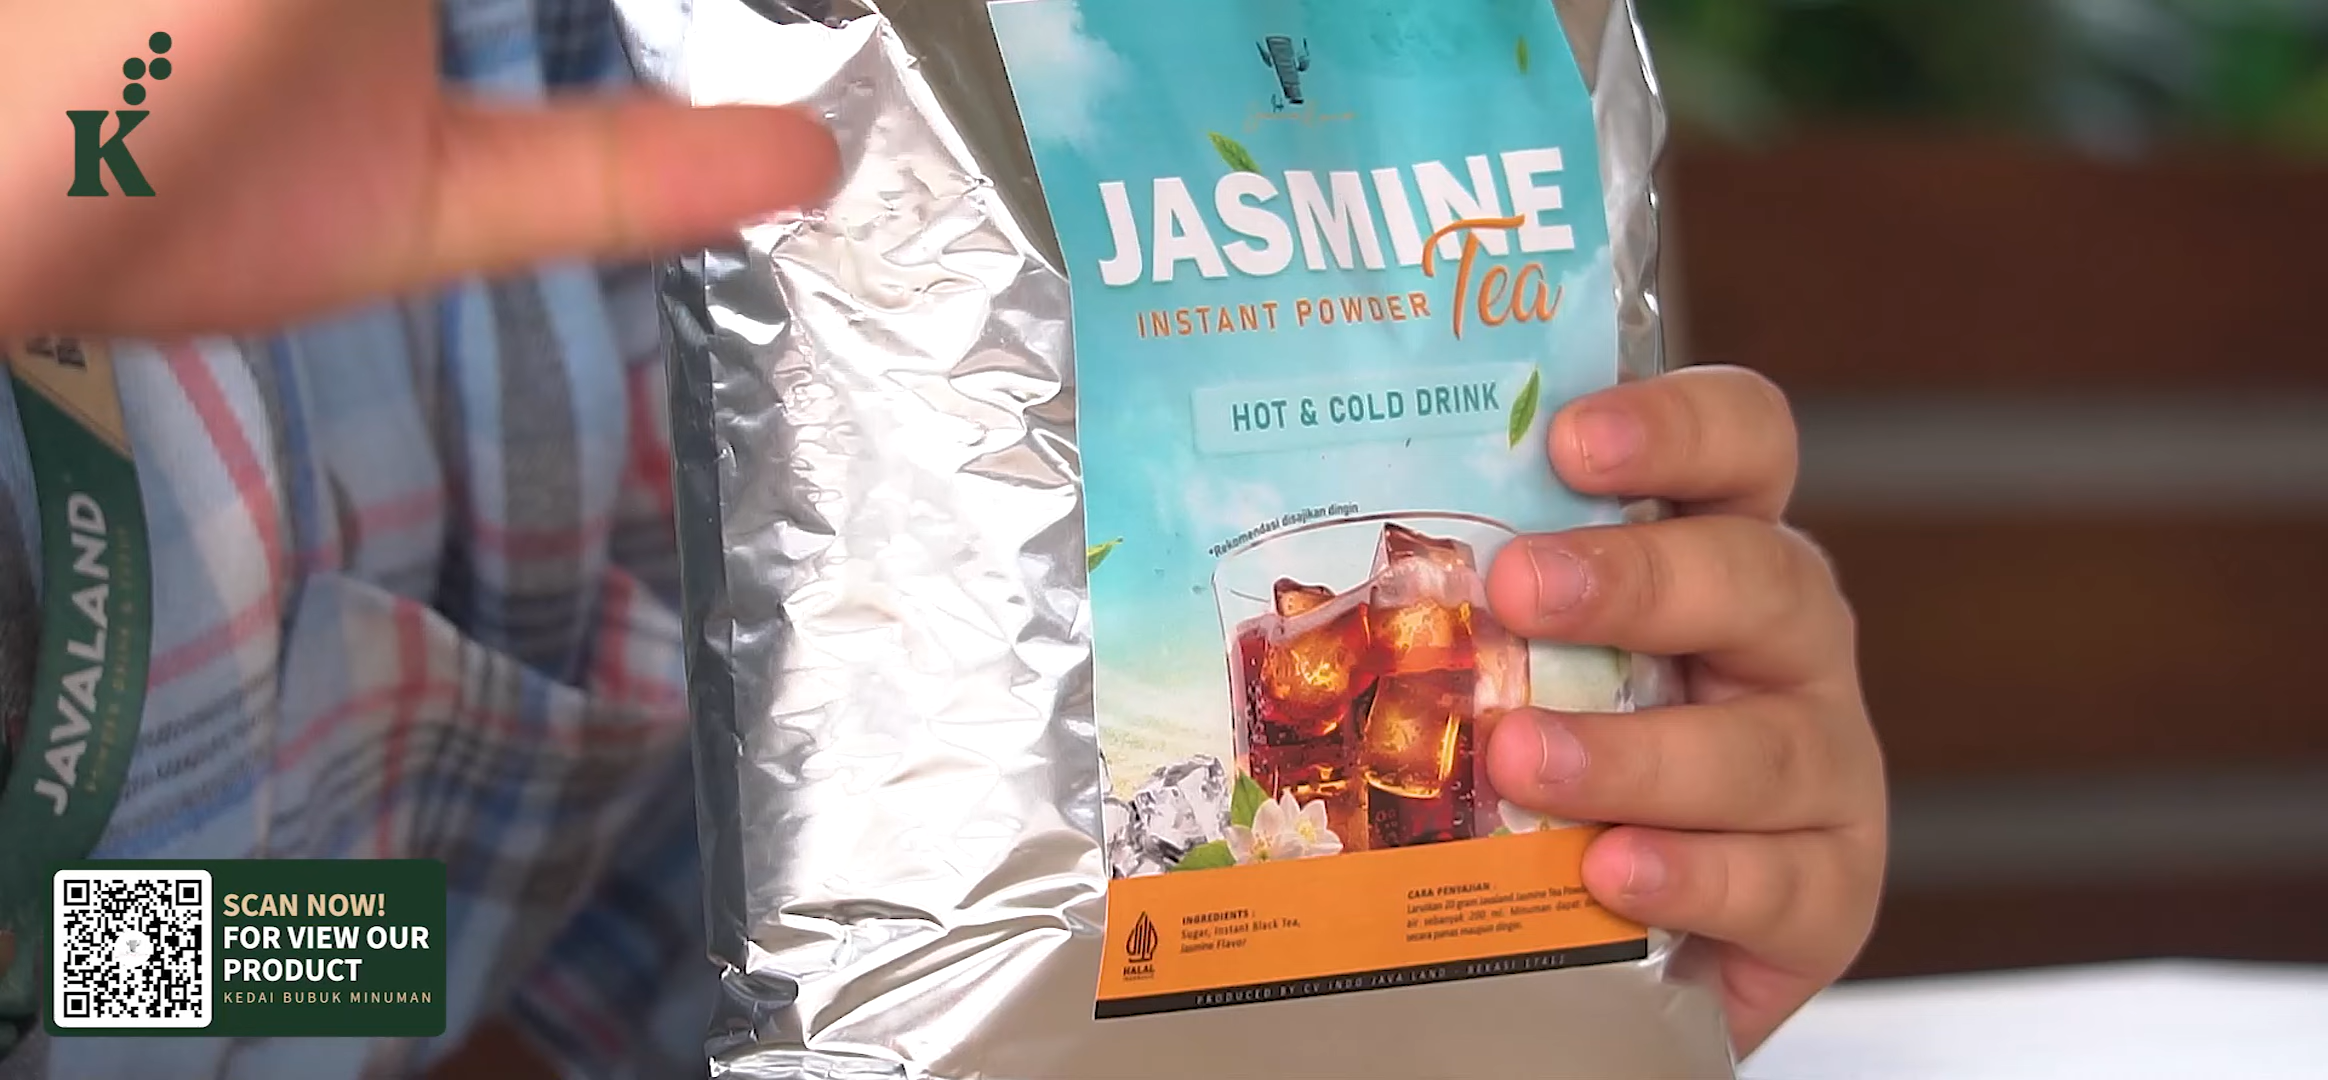 K
JASMINE
Tea
INSTANT POWDER
HOT & COLD DRINK
*Rekomendasi disajikan dingin
JAVALAND
INGREDIENTS :
Sugar, Instant Black Tea,
Jasmine Flavor
HALAL
CARA PENYAJIAN :
Larutkan 20 gram Javaland Jasmine Tea
air sebanyak 200 ml. Minuman dapat
secara panas maupun dingin.
PRODUCED BY CV INDO JAVA LAND - BEKASI
SCAN NOW!
FOR VIEW OUR
PRODUCT
KEDAI BUBUK MINUMAN